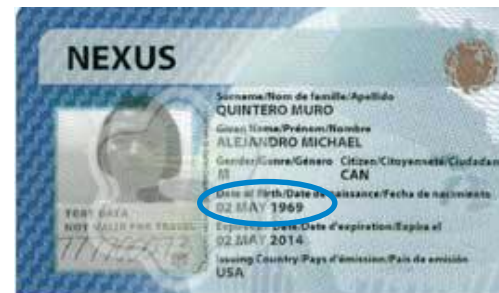 NEXUS
Surname/Nom de famille/Apellido
QUINTERO MURO
Given Name/Prénom/Nombre
ALEJANDRO MICHAEL
Gender/Genre/Género Citizen/Citoyenneté/Ciudadan
M CAN
Date of Birth/Date de naissance/Fecha de nacimiento
02 MAY 1969
Date/Date d'expiration/Expira el
02 MAY 2014
Issuing Country/Pays d'émission/País de emisión
USA
TEST DATA
NOT VALID FOR TRAVEL